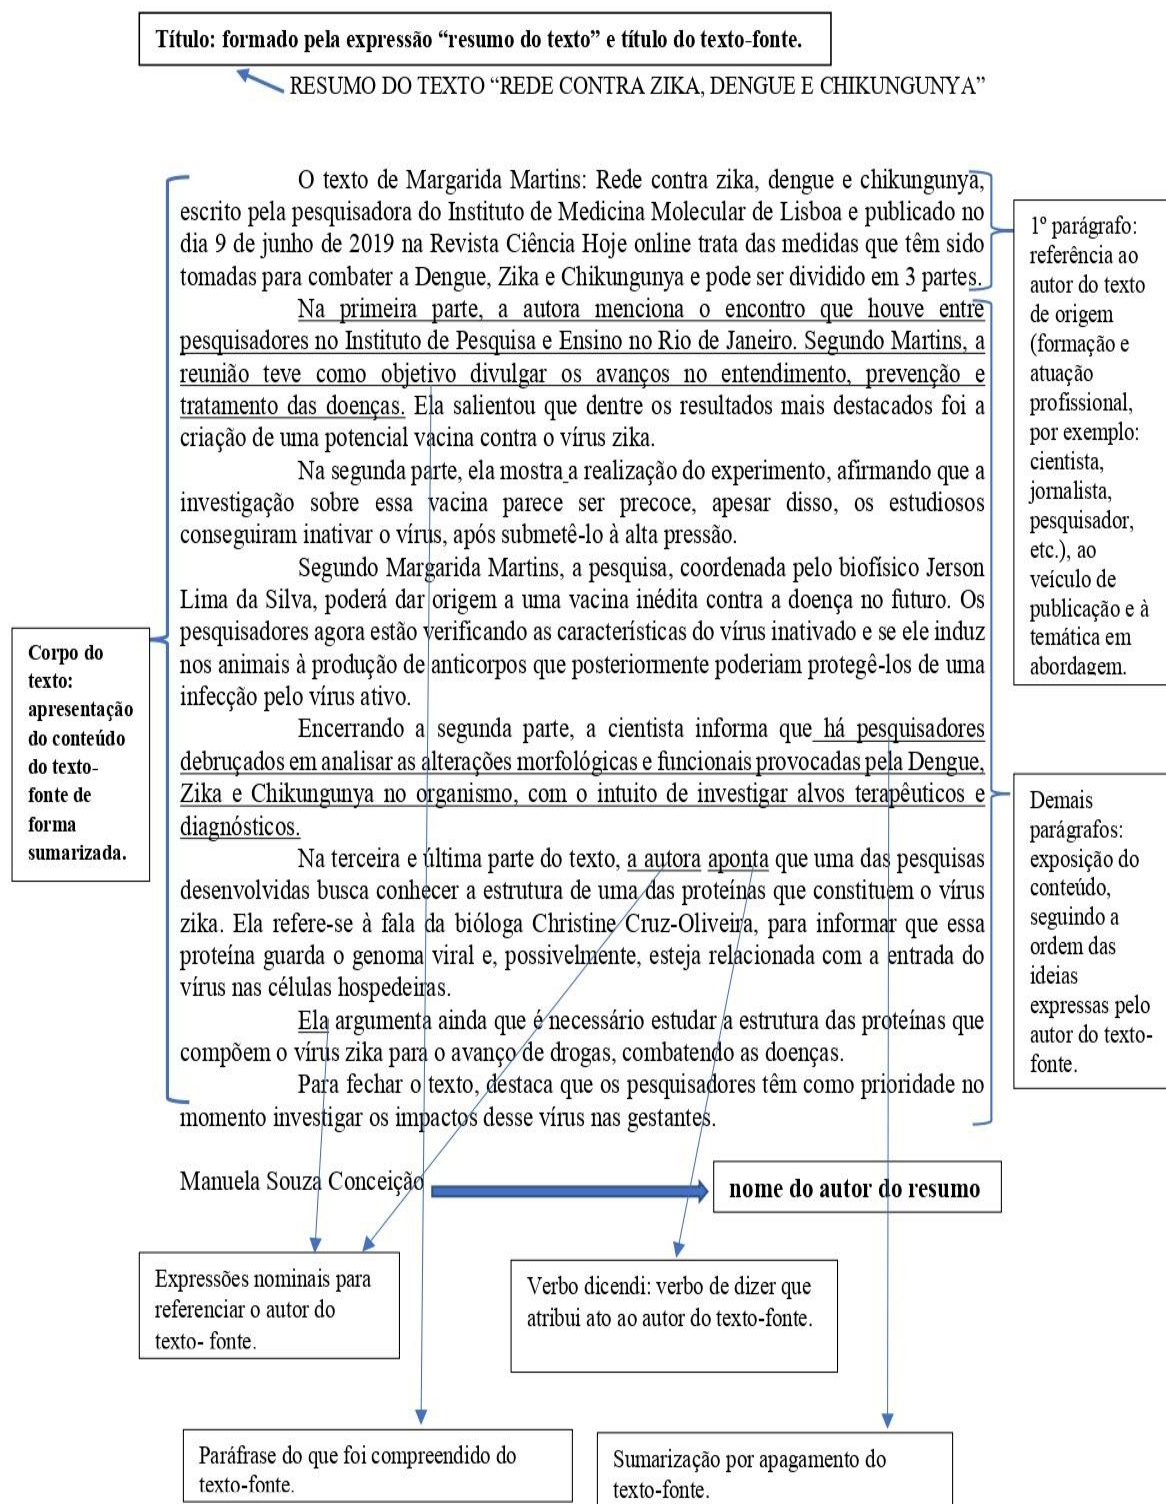 Título: formado pela expressão “resumo do texto” e título do texto-fonte.
RESUMO DO TEXTO “REDE CONTRA ZIKA, DENGUE E CHIKUNGUNYA”
O texto de Margarida Martins: Rede contra zika, dengue e chikungunya,
escrito pela pesquisadora do Instituto de Medicina Molecular de Lisboa e publicado no
dia 9 de junho de 2019 na Revista Ciência Hoje online trata das medidas que têm sido
tomadas para combater a Dengue, Zika e Chikungunya e pode ser dividido em 3 partes.
Na primeira parte, a autora menciona o encontro que houve entre
pesquisadores no Instituto de Pesquisa e Ensino no Rio de Janeiro. Segundo Martins, a
reunião teve como objetivo divulgar os avanços no entendimento, prevenção e
tratamento das doenças. Ela salientou que dentre os resultados mais destacados foi a
criação de uma potencial vacina contra o vírus zika.
Na segunda parte, ela mostra a realização do experimento, afirmando que a
investigação sobre essa vacina parece ser precoce, apesar disso, os estudiosos
conseguiram inativar o vírus, após submetê-lo à alta pressão.
Segundo Margarida Martins, a pesquisa, coordenada pelo biofísico Jerson
Lima da Silva, poderá dar origem a uma vacina inédita contra a doença no futuro. Os
pesquisadores agora estão verificando as características do vírus inativado e se ele induz
nos animais à produção de anticorpos que posteriormente poderiam protegê-los de uma
infecção pelo vírus ativo.
Encerrando a segunda parte, a cientista informa que há pesquisadores
debruçados em analisar as alterações morfológicas e funcionais provocadas pela Dengue,
Zika e Chikungunya no organismo, com o intuito de investigar alvos terapêuticos e
diagnósticos.
Na terceira e última parte do texto, a autora aponta que uma das pesquisas
desenvolvidas busca conhecer a estrutura de uma das proteínas que constituem o vírus
zika. Ela refere-se à fala da bióloga Christine Cruz-Oliveira, para informar que essa
proteína guarda o genoma viral e, possivelmente, esteja relacionada com a entrada do
vírus nas células hospedeiras.
Ela argumenta ainda que é necessário estudar a estrutura das proteínas que
compõem o vírus zika para o avanço de drogas, combatendo as doenças.
Para fechar o texto, destaca que os pesquisadores têm como prioridade no
momento investigar os impactos desse vírus nas gestantes.
Manuela Souza Conceição
nome do autor do resumo
Corpo do
texto:
apresentação
do conteúdo
do texto-
fonte de
forma
sumarizada.
1º parágrafo:
referência ao
autor do texto
de origem
(formação e
atuação
profissional,
por exemplo:
cientista,
jornalista,
pesquisador,
etc.), ao
veículo de
publicação e à
temática em
abordagem.
Demais
parágrafos:
exposição do
conteúdo,
seguindo a
ordem das
ideias
expressas pelo
autor do texto-
fonte.
Expressões nominais para
referenciar o autor do
texto- fonte.
Verbo dicendi: verbo de dizer que
atribui ato ao autor do texto-fonte.
Paráfrase do que foi compreendido do
texto-fonte.
Sumarização por apagamento do
texto-fonte.